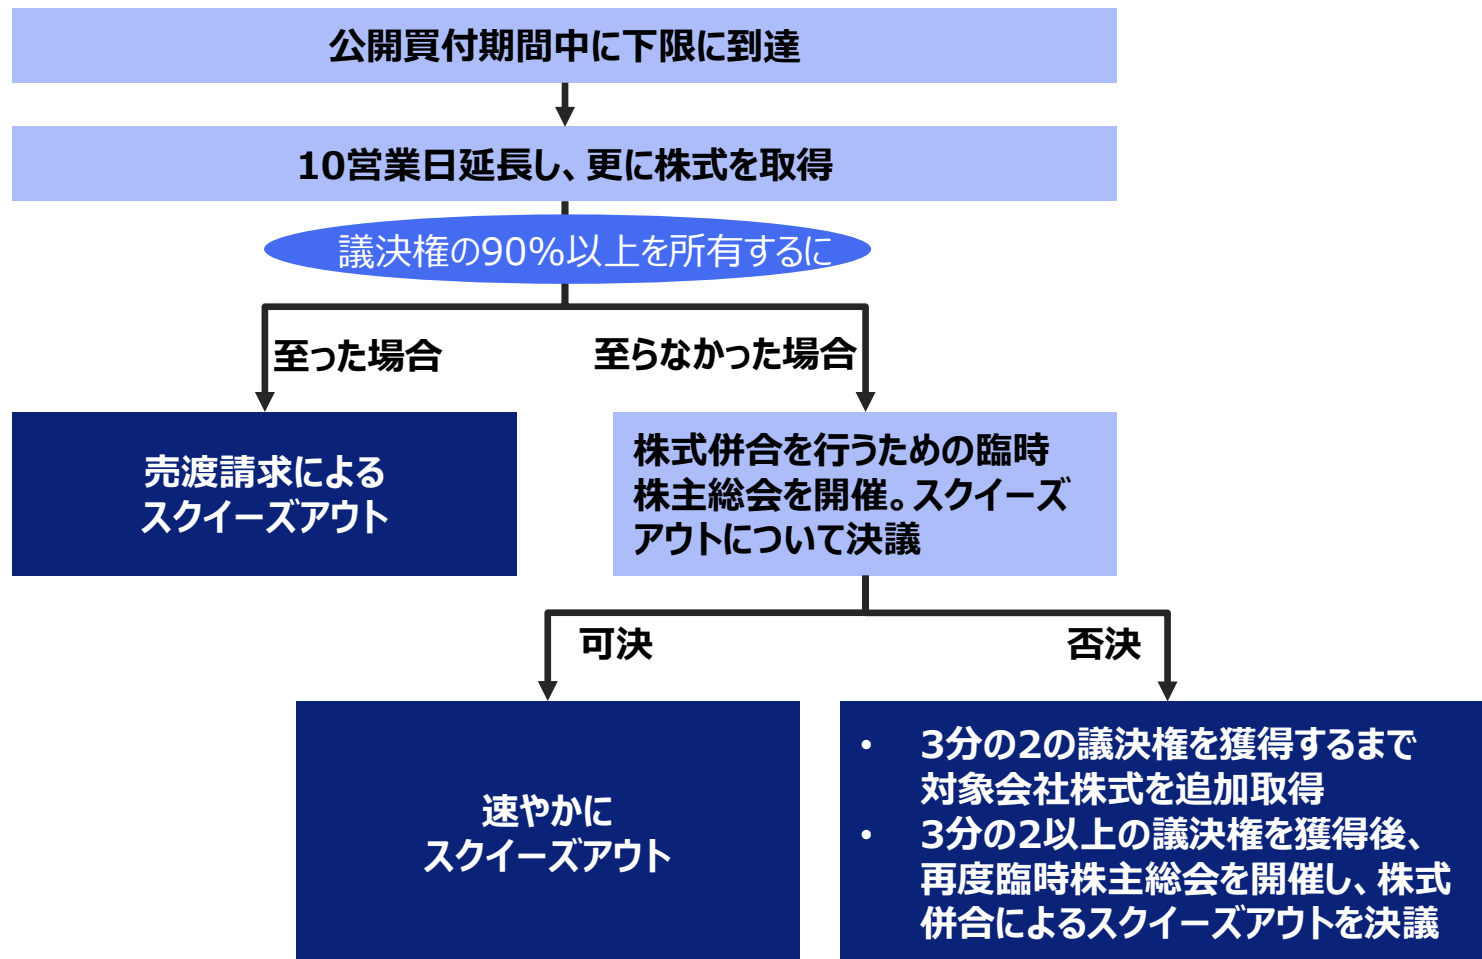 公開買付期間中に下限に到達
10営業日延長し、更に株式を取得
議決権の90%以上を所有するに
至った場合
至らなかった場合
売渡請求による
スクイーズアウト
株式併合を行うための臨時
株主総会を開催。スクイーズ
アウトについて決議
可決
否決
速やかに
スクイーズアウト
• 3分の2の議決権を獲得するまで
対象会社株式を追加取得
• 3分の2以上の議決権を獲得後、
再度臨時株主総会を開催し、株式
併合によるスクイーズアウトを決議